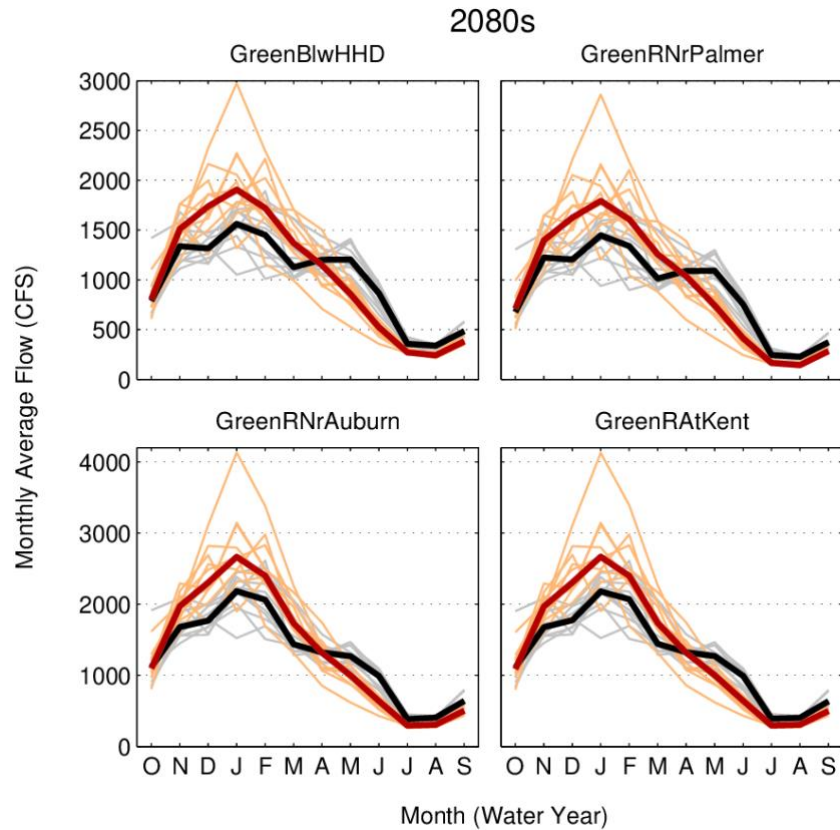 2080s
GreenBlwHHD GreenRNrPalmer
3000
2500
2000
1500
1000
500
0
GreenRNrAuburn GreenRAtKent
4000
3000
2000
1000
0
O N D J F M A M J J A S O N D J F M A M J J A S
Monthly Average Flow (CFS)
Month (Water Year)